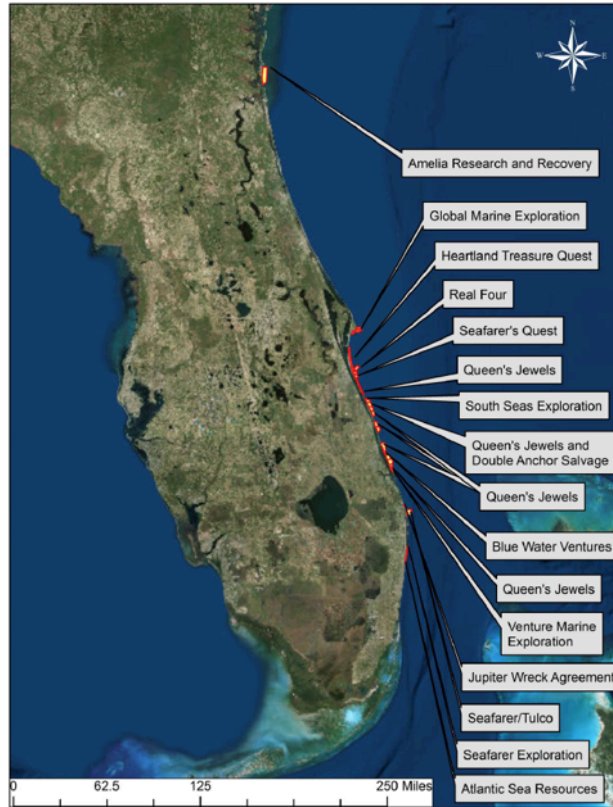 N
W E
S
Amelia Research and Recovery
Global Marine Exploration
Heartland Treasure Quest
Real Four
Seafarer's Quest
Queen's Jewels
South Seas Exploration
Queen's Jewels and
Double Anchor Salvage
Queen's Jewels
Blue Water Ventures
Queen's Jewels
Venture Marine
Exploration
Jupiter Wreck Agreement
Seafarer/Tulco
Seafarer Exploration
Atlantic Sea Resources
0 62.5 125 250 Miles